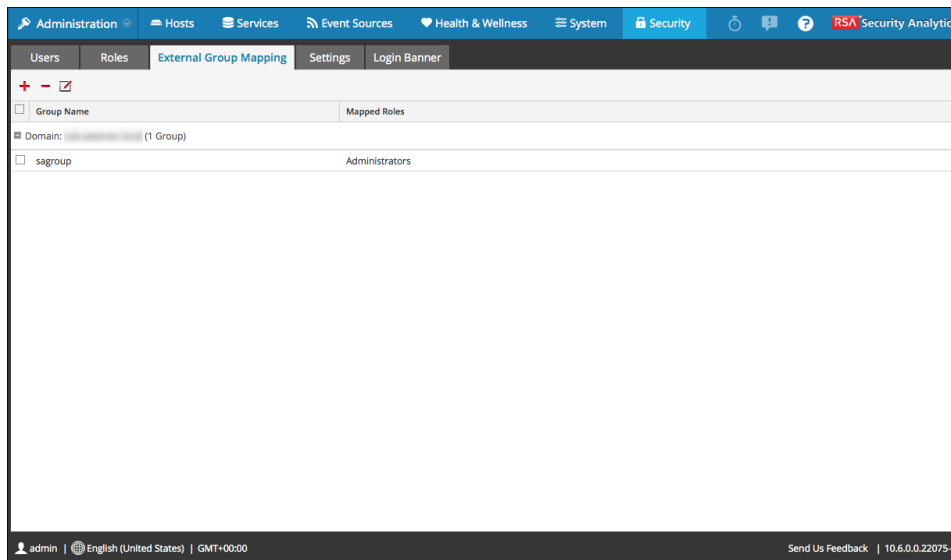 Administration Hosts Services Event Sources Health & Wellness System Security RSA Security Analytic
Users Roles External Group Mapping Settings Login Banner
Group Name Mapped Roles
Domain: (1 Group)
sagroup Administrators
admin | English (United States) | GMT+00:00 Send Us Feedback | 10.6.0.0.22075-